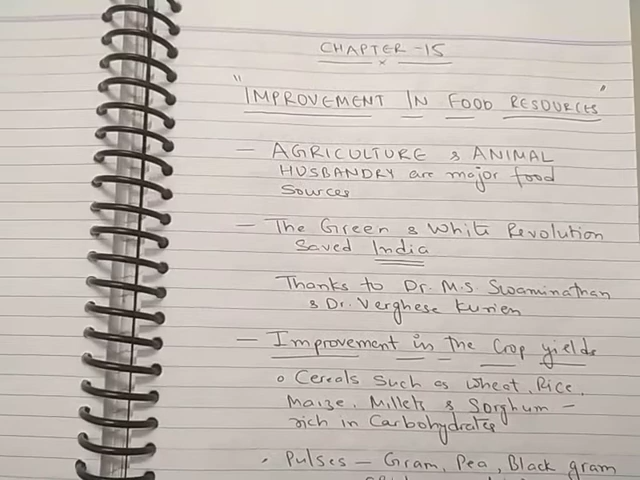 CHAPTER - 15
"IMPROVEMENT IN FOOD RESOURCES"
- AGRICULTURE & ANIMAL
HUSBANDRY are major food
Sources
- The Green & White Revolution
Saved India
Thanks to Dr. M.S. Swaminathan
& Dr. Verghese Kurien
- Improvement in the Crop yields
o Cereals Such as Wheat, Rice,
Maize, Millets & Sorghum -
rich in Carbohydrates
• Pulses - Gram, Pea, Black gram